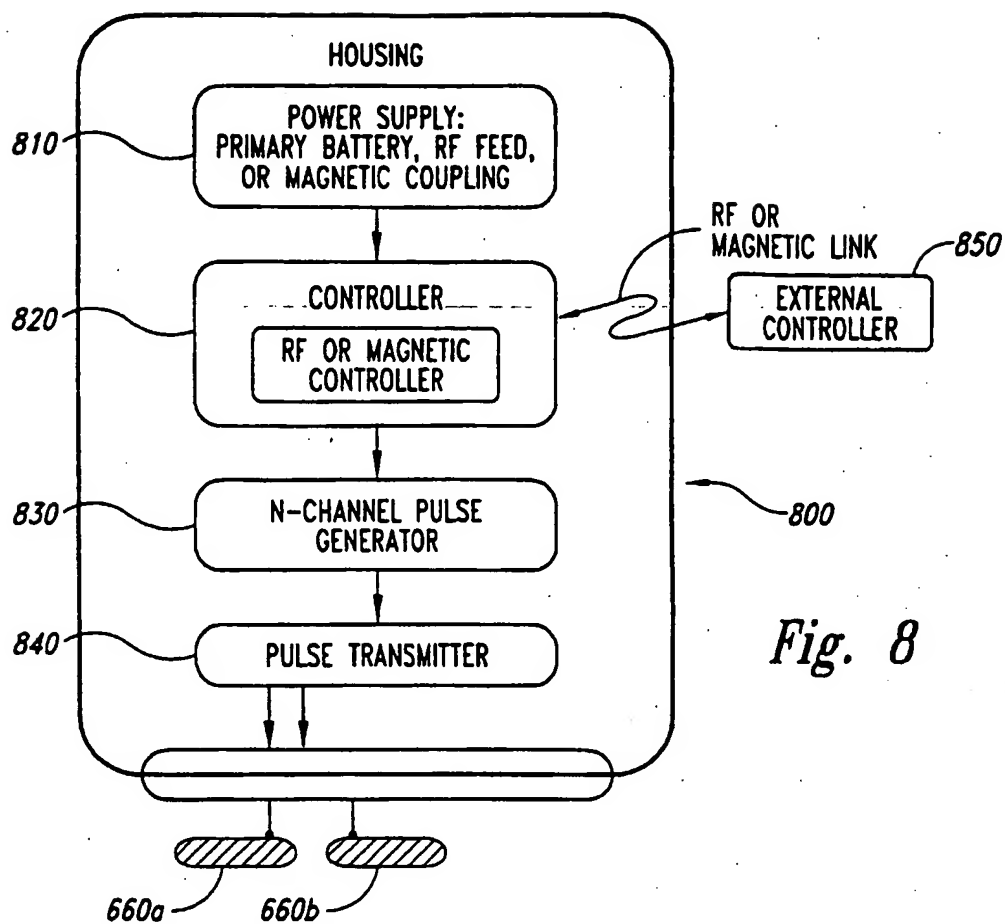 HOUSING
810
POWER SUPPLY:
PRIMARY BATTERY, RF FEED,
OR MAGNETIC COUPLING
RF OR
MAGNETIC LINK
850
EXTERNAL
CONTROLLER
820
CONTROLLER
RF OR MAGNETIC
CONTROLLER
830
N-CHANNEL PULSE
GENERATOR
800
840
PULSE TRANSMITTER
Fig. 8
660a
660b